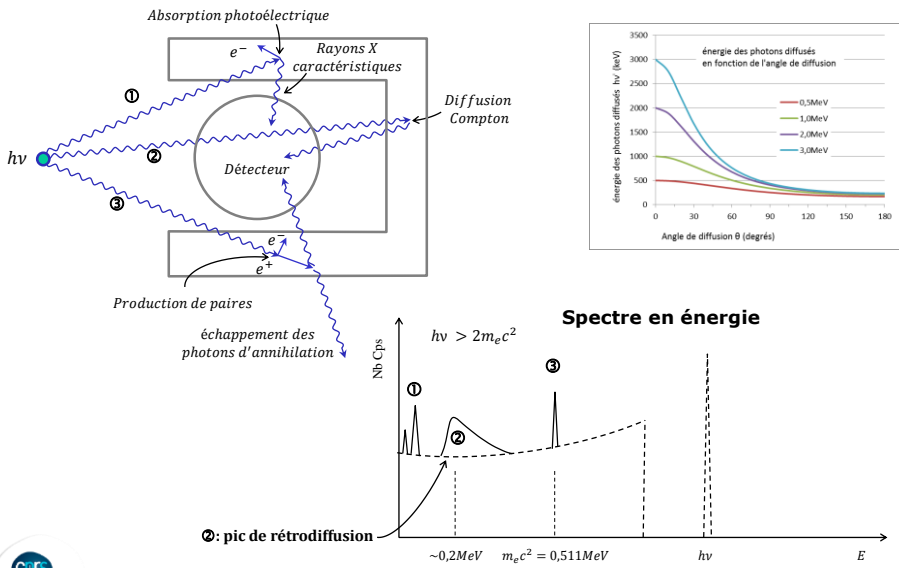 Absorption photoélectrique
e⁻
Rayons X
caractéristiques
①
Diffusion
Compton
hν
②
Détecteur
③
e⁻
e⁺
Production de paires
échappement des
photons d'annihilation
3500
3000
2500
2000
1500
1000
500
0
énergie des photons diffusés hν' (keV)
énergie des photons diffusés
en fonction de l'angle de diffusion
0,5MeV
1,0MeV
2,0MeV
3,0MeV
0 30 60 90 120 150 180
Angle de diffusion θ (degrés)
Spectre en énergie
hν > 2mₑc²
Nb Cps
①
②
③
②: pic de rétrodiffusion
~0,2MeV mₑc² = 0,511MeV hν E
cnrs